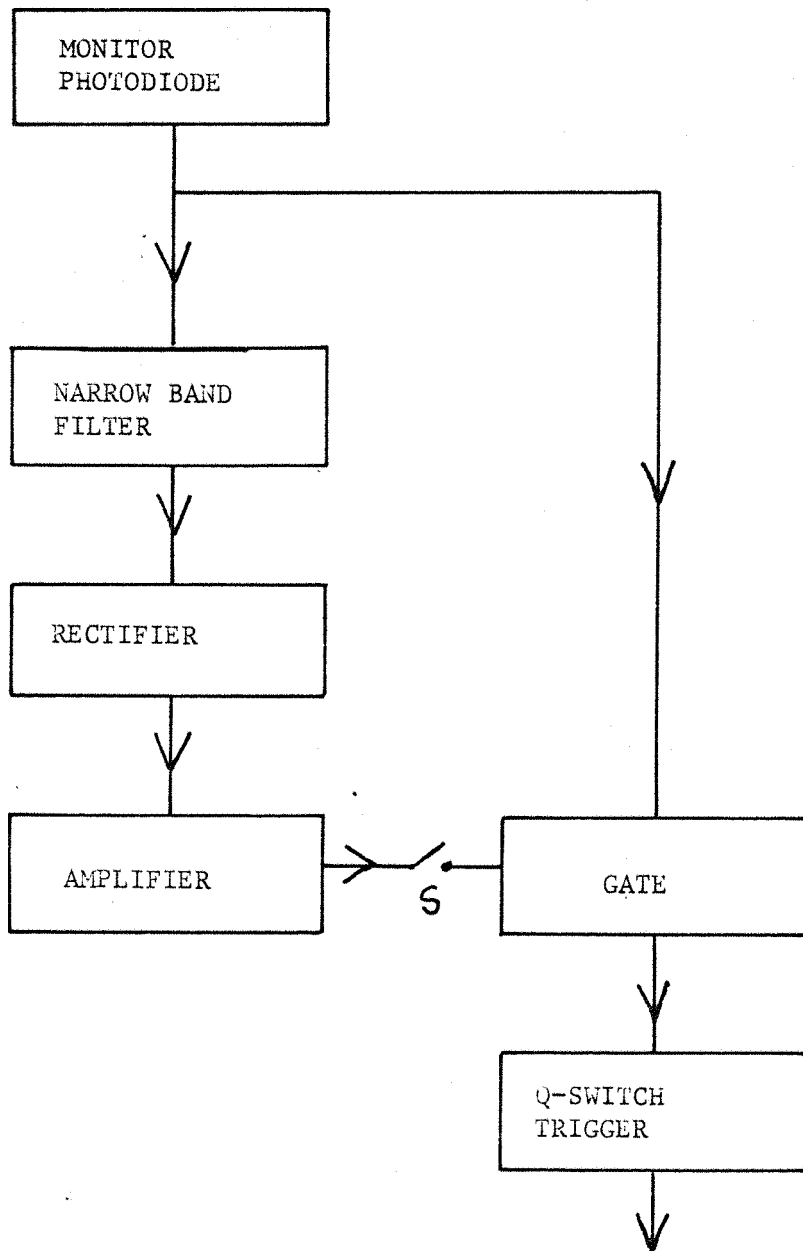 MONITOR
PHOTODIODE
NARROW BAND
FILTER
RECTIFIER
AMPLIFIER
S
GATE
Q-SWITCH
TRIGGER